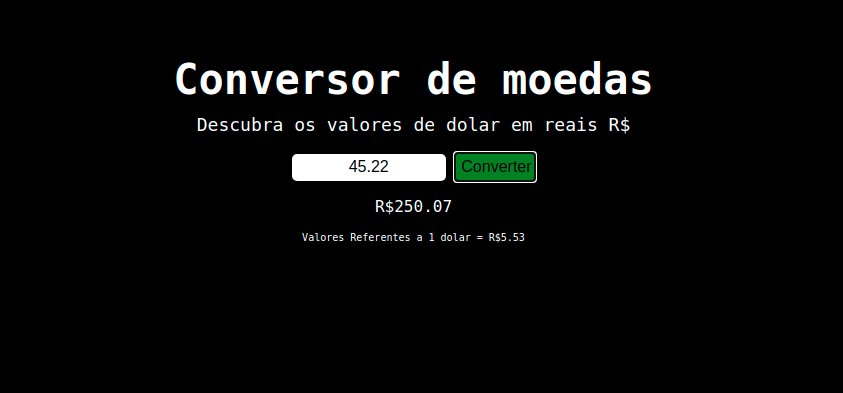 Conversor de moedas
Descubra os valores de dolar em reais R$
45.22 Converter
R$250.07
Valores Referentes a 1 dolar = R$5.53